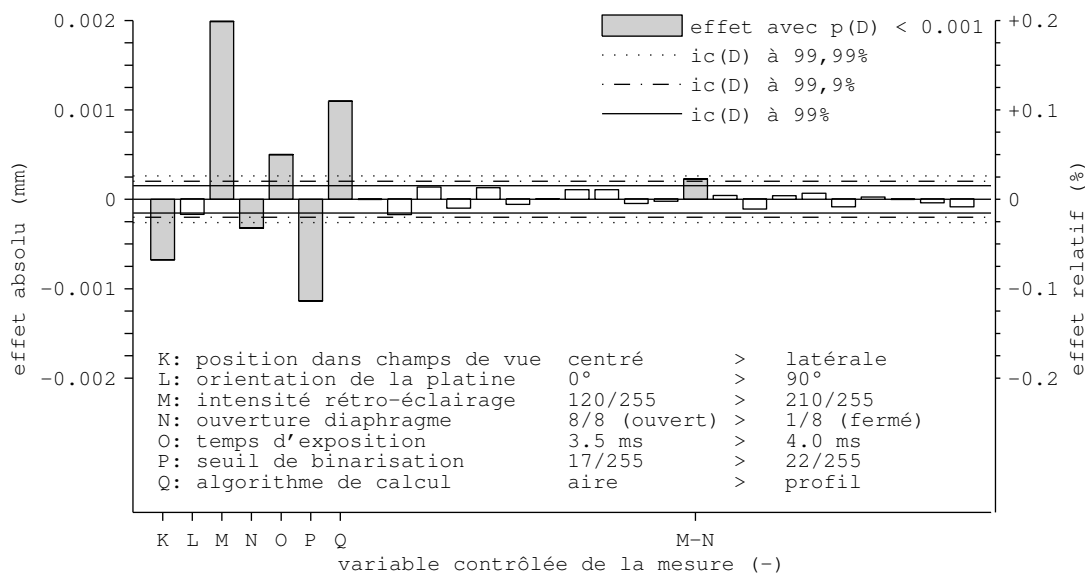 0.002
0.001
0
−0.001
−0.002
effet absolu (mm)
effet avec p(D) < 0.001
ic(D) à 99,99%
ic(D) à 99,9%
ic(D) à 99%
+0.2
+0.1
0
−0.1
−0.2
effet relatif (%)
K: position dans champs de vue centré > latérale
L: orientation de la platine 0° > 90°
M: intensité rétro−éclairage 120/255 > 210/255
N: ouverture diaphragme 8/8 (ouvert) > 1/8 (fermé)
O: temps d'exposition 3.5 ms > 4.0 ms
P: seuil de binarisation 17/255 > 22/255
Q: algorithme de calcul aire > profil
K L M N O P Q M−N
variable contrôlée de la mesure (−)